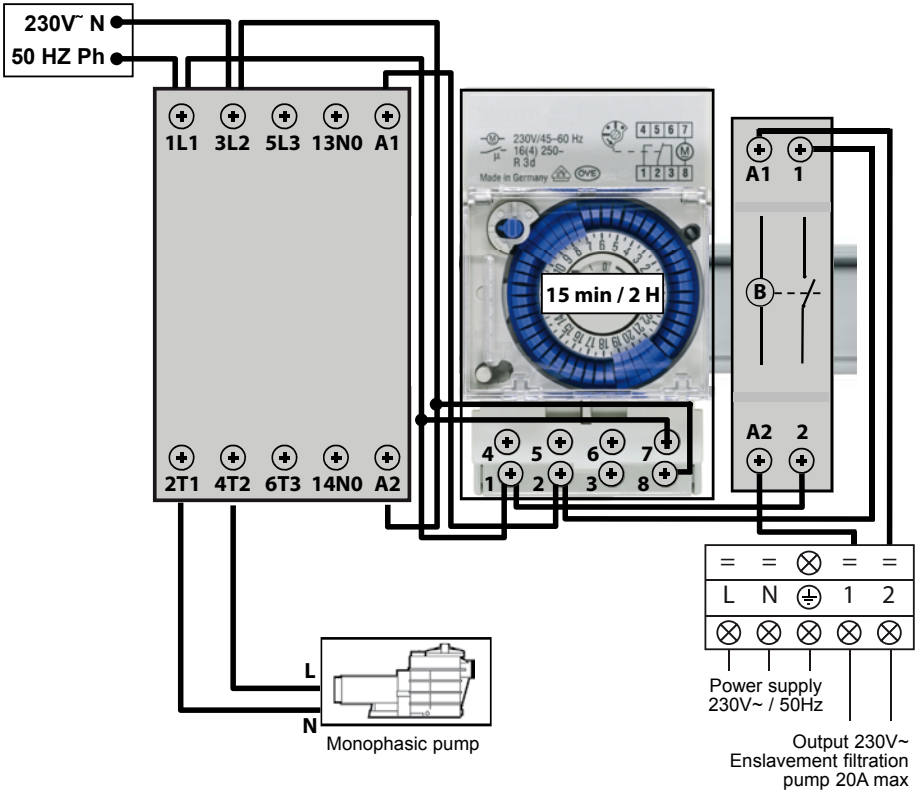 230V~ N
50 HZ Ph
1L1 3L2 5L3 13N0 A1
2T1 4T2 6T3 14N0 A2
230V/45–60 Hz
16(4) 250~
µ R 3d
Made in Germany OVE
4 5 6 7
M
1 2 3 8
15 min / 2 H
4 5 6 7
1 2 3 8
A1 1
B
A2 2
= = = =
L N 1 2
Power supply
230V~ / 50Hz
Output 230V~
Enslavement filtration
pump 20A max
L
N
Monophasic pump